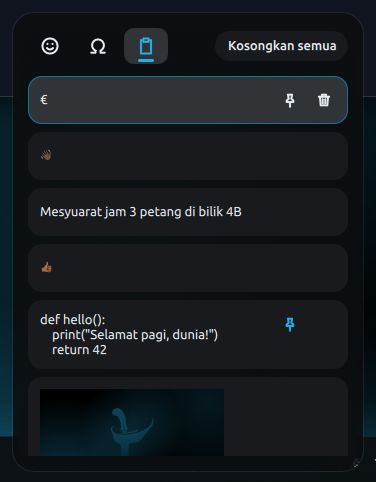 Kosongkan semua
€
👋🏾
Mesyuarat jam 3 petang di bilik 4B
👍🏾
def hello():
    print("Selamat pagi, dunia!")
    return 42